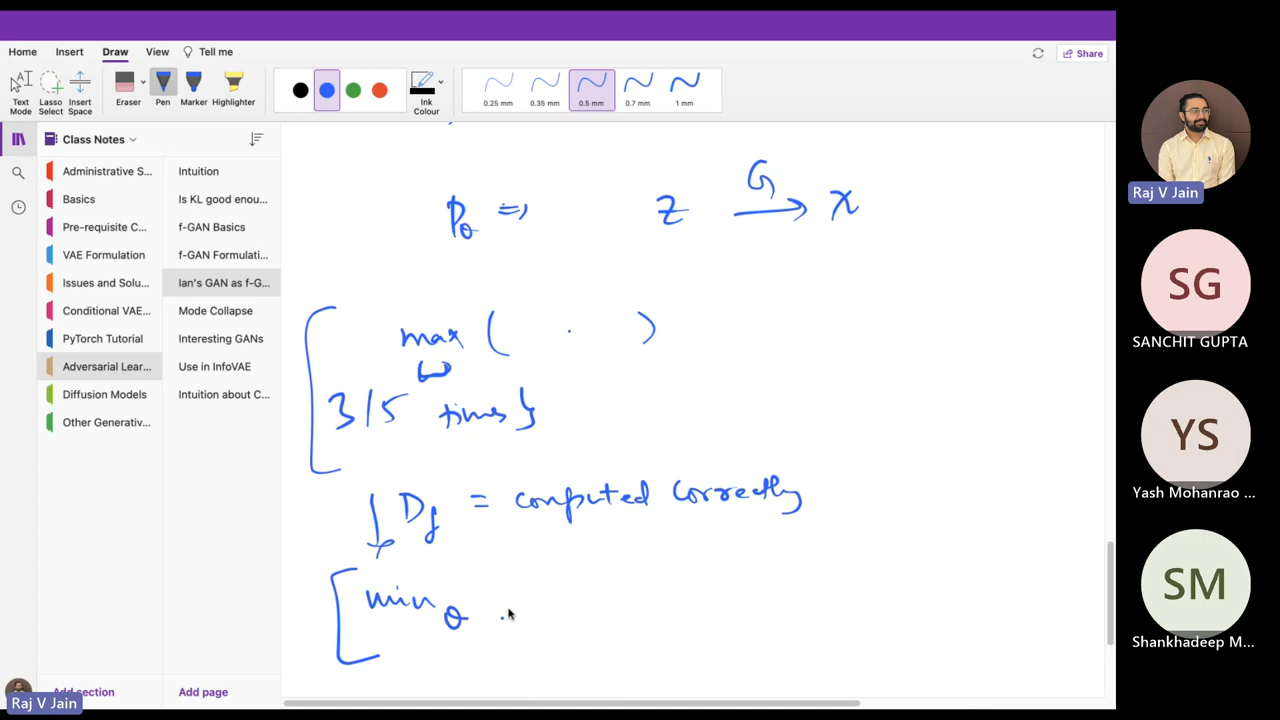 Home Insert Draw View Tell me
Share
Text Mode
Lasso Select
Insert Space
Eraser
Pen
Marker
Highlighter
Ink Colour
0.25 mm
0.35 mm
0.5 mm
0.7 mm
1 mm
Class Notes
Administrative S...
Basics
Pre-requisite C...
VAE Formulation
Issues and Solu...
Conditional VAE...
PyTorch Tutorial
Adversarial Lear...
Diffusion Models
Other Generativ...
Add section
Intuition
Is KL good enou...
f-GAN Basics
f-GAN Formulati...
Ian's GAN as f-G...
Mode Collapse
Interesting GANs
Use in InfoVAE
Intuition about C...
Add page
Pθ ⇒ z G→ x
max ( . )
ω
3/5 times }
↓ Df = computed correctly
min θ .
Raj V Jain
Raj V Jain
SG
SANCHIT GUPTA
YS
Yash Mohanrao ...
SM
Shankhadeep M...